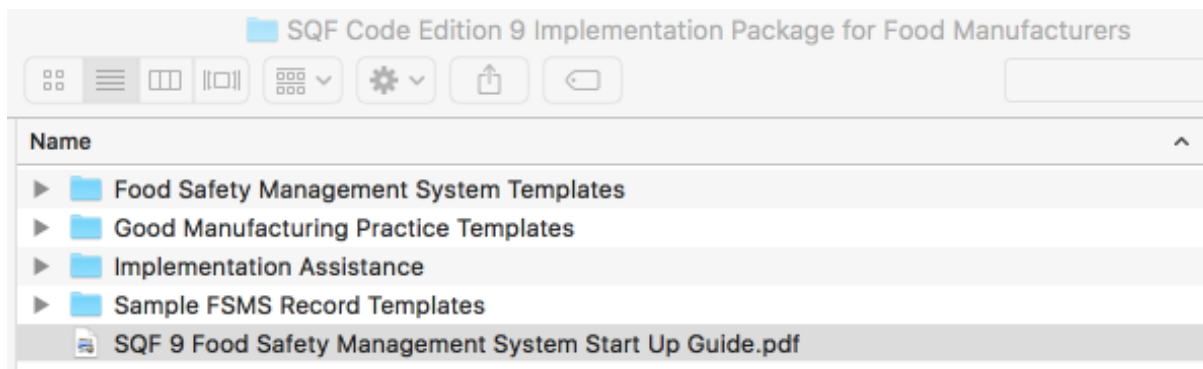 SQF Code Edition 9 Implementation Package for Food Manufacturers
Name
Food Safety Management System Templates
Good Manufacturing Practice Templates
Implementation Assistance
Sample FSMS Record Templates
SQF 9 Food Safety Management System Start Up Guide.pdf